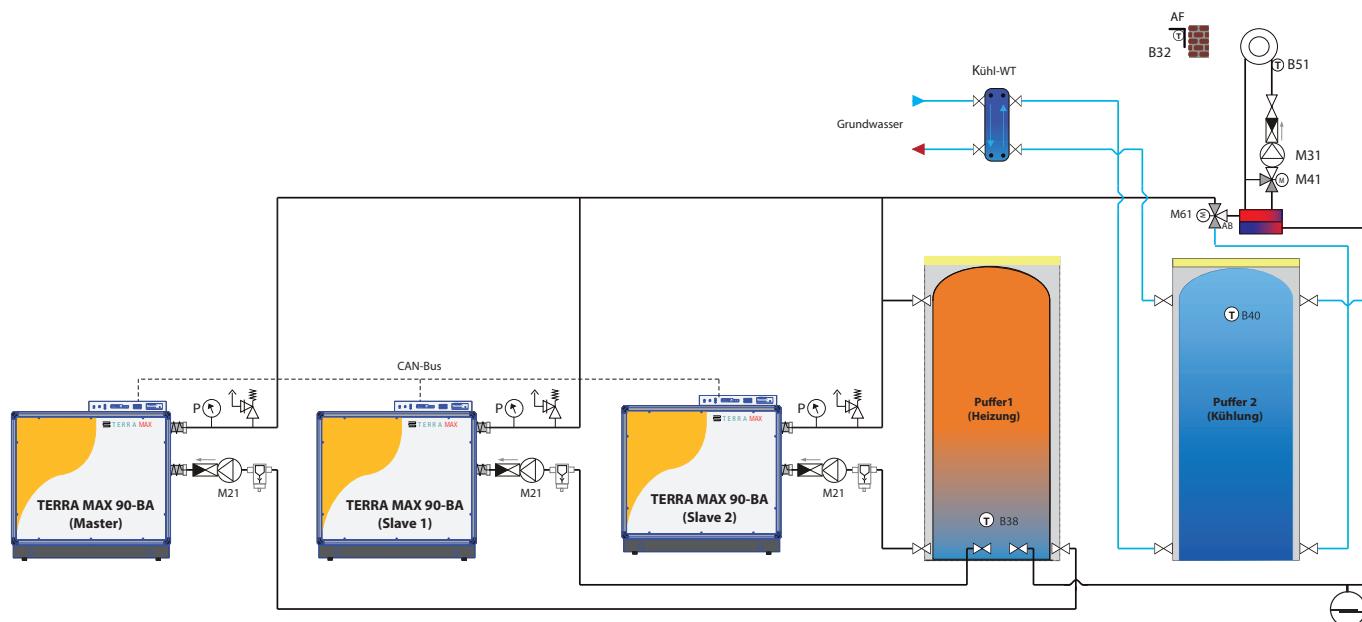 AF
B32
T
B51
T
Kühl-WT
Grundwasser
M31
M41
M
M61
M
AB
T B40
CAN-Bus
P
P
P
TERRA MAX
TERRA MAX
TERRA MAX
Puffer1
(Heizung)
Puffer 2
(Kühlung)
M21
M21
M21
TERRA MAX 90-BA
(Master)
TERRA MAX 90-BA
(Slave 1)
TERRA MAX 90-BA
(Slave 2)
T B38